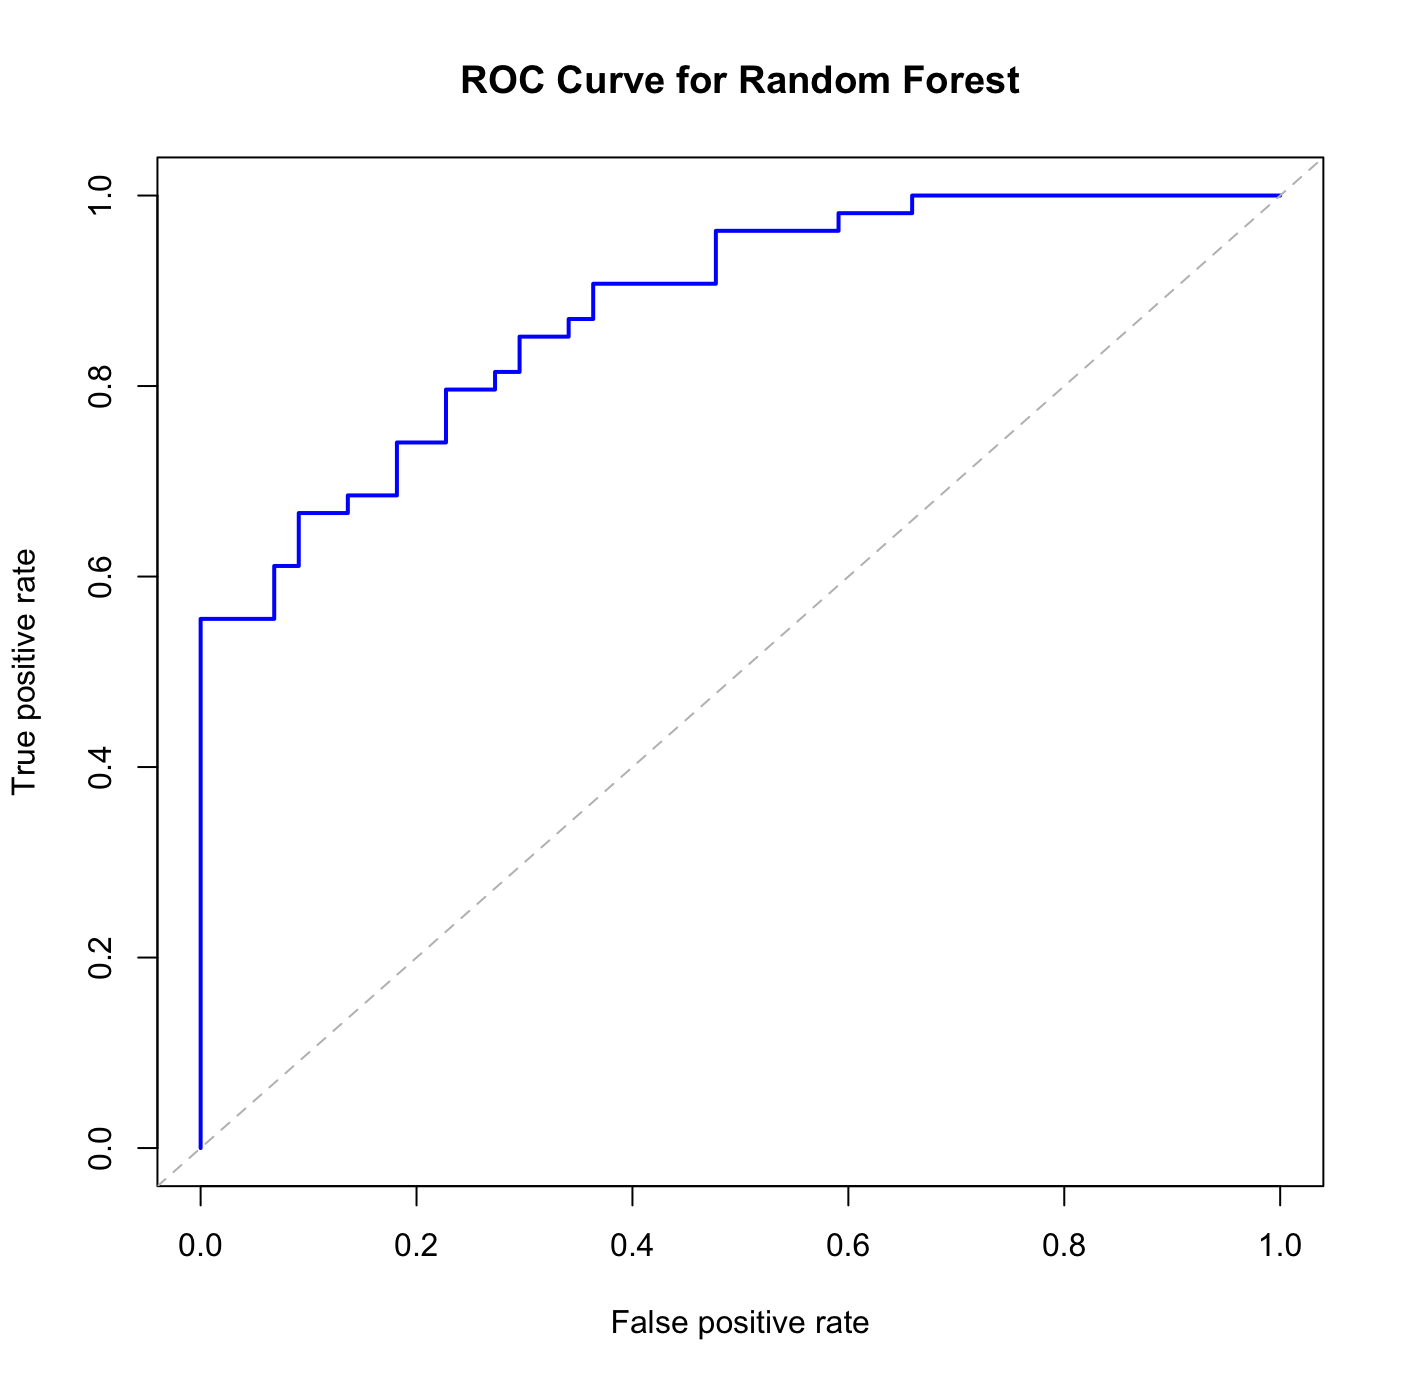 ROC Curve for Random Forest
True positive rate
1.0
0.8
0.6
0.4
0.2
0.0
0.0 0.2 0.4 0.6 0.8 1.0
False positive rate